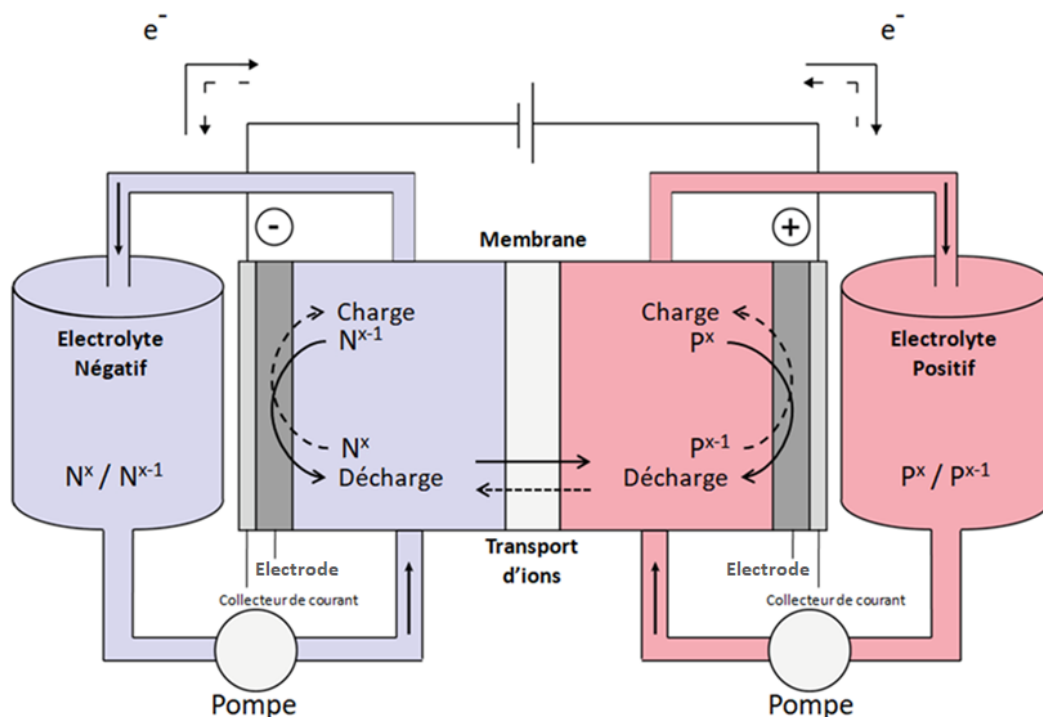 e⁻
e⁻
-
Membrane
+
Charge
Charge
Nˣ⁻¹
Pˣ
Electrolyte
Négatif
Electrolyte
Positif
Nˣ
Pˣ⁻¹
Décharge
Décharge
Nˣ / Nˣ⁻¹
Pˣ / Pˣ⁻¹
Transport
d'ions
Electrode
Electrode
Collecteur de courant
Collecteur de courant
Pompe
Pompe